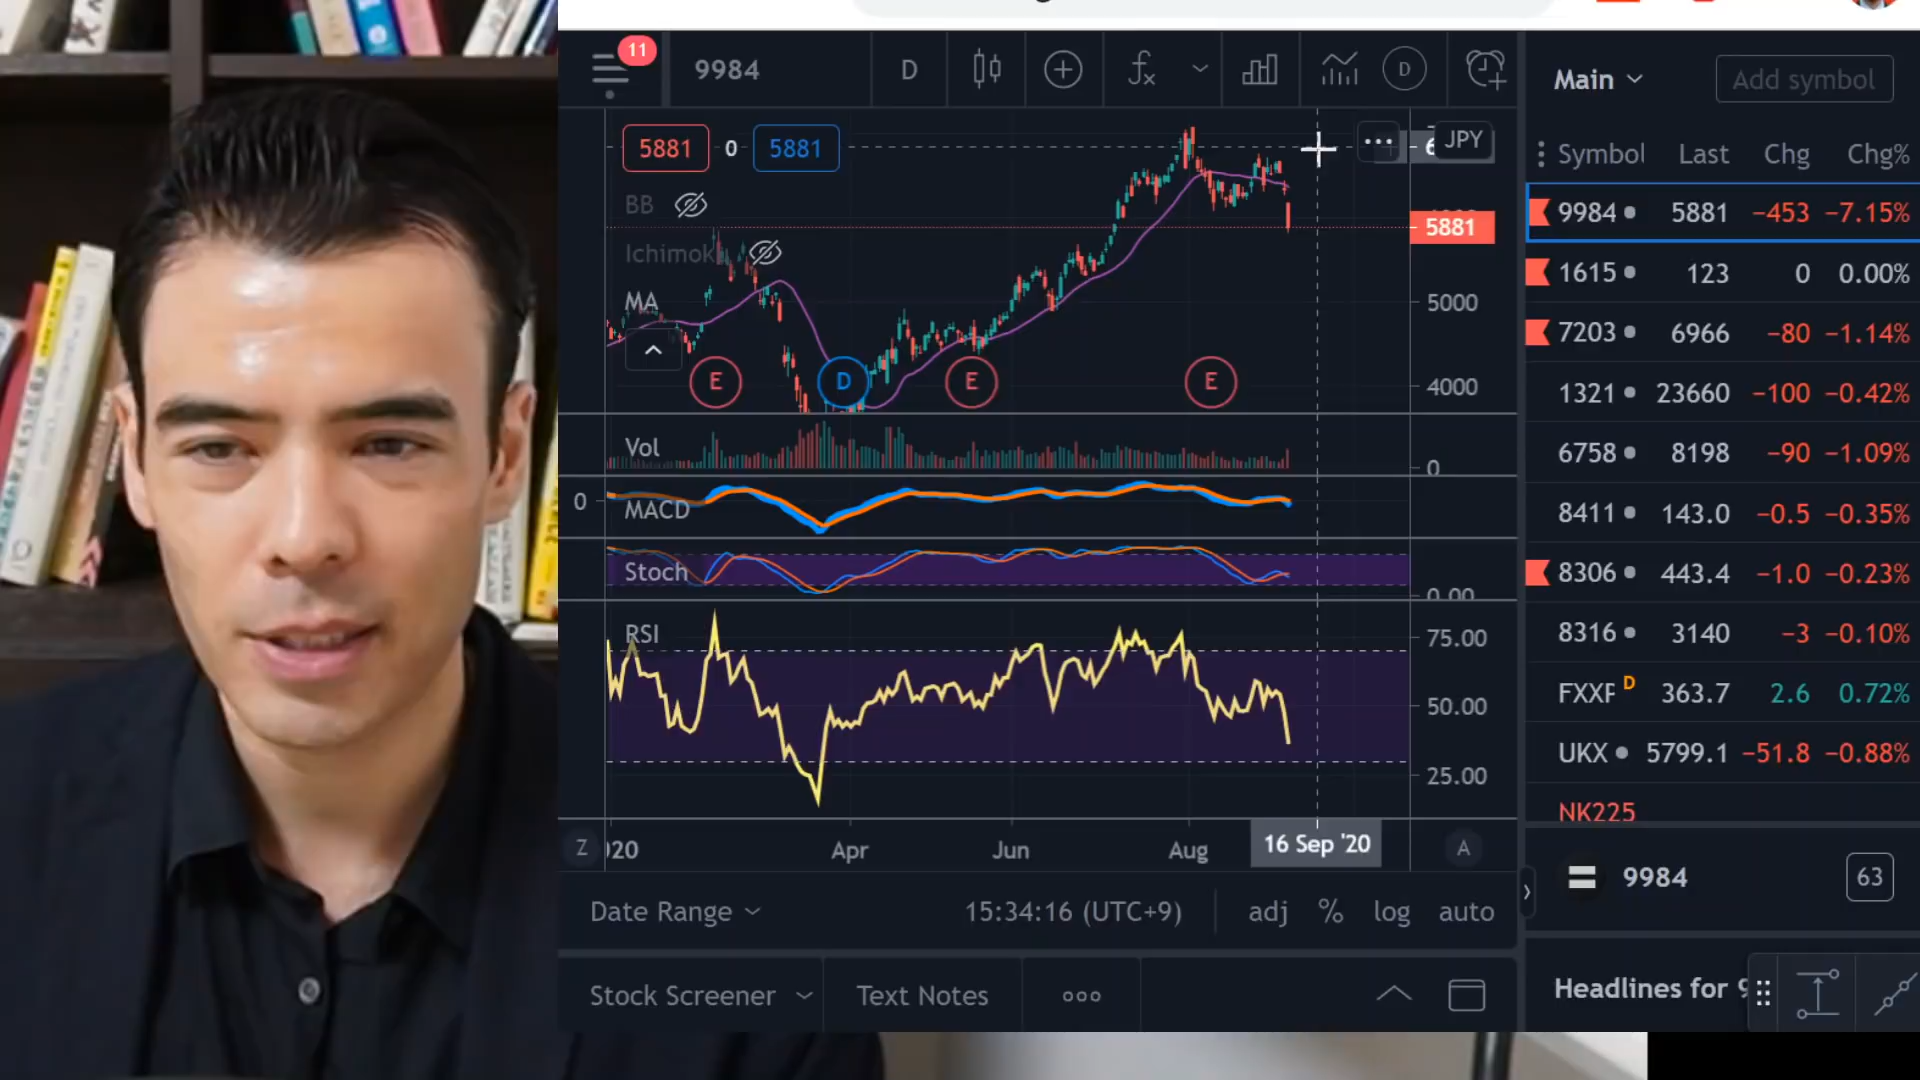 11
9984
D
D
Main
Add symbol
5881 0 5881
JPY
BB
Ichimok
MA
5881
5000
4000
E D E E
Symbol Last Chg Chg%
9984 5881 −453 −7.15%
1615 123 0 0.00%
7203 6966 −80 −1.14%
1321 23660 −100 −0.42%
6758 8198 −90 −1.09%
8411 143.0 −0.5 −0.35%
8306 443.4 −1.0 −0.23%
8316 3140 −3 −0.10%
FXXF D 363.7 2.6 0.72%
UKX 5799.1 −51.8 −0.88%
NK225
Vol
0
0
MACD
Stoch
0.00
RSI
75.00
50.00
25.00
Z
020 Apr Jun Aug 16 Sep '20
A
9984 63
Date Range 15:34:16 (UTC+9) adj % log auto
Stock Screener Text Notes
Headlines for 9